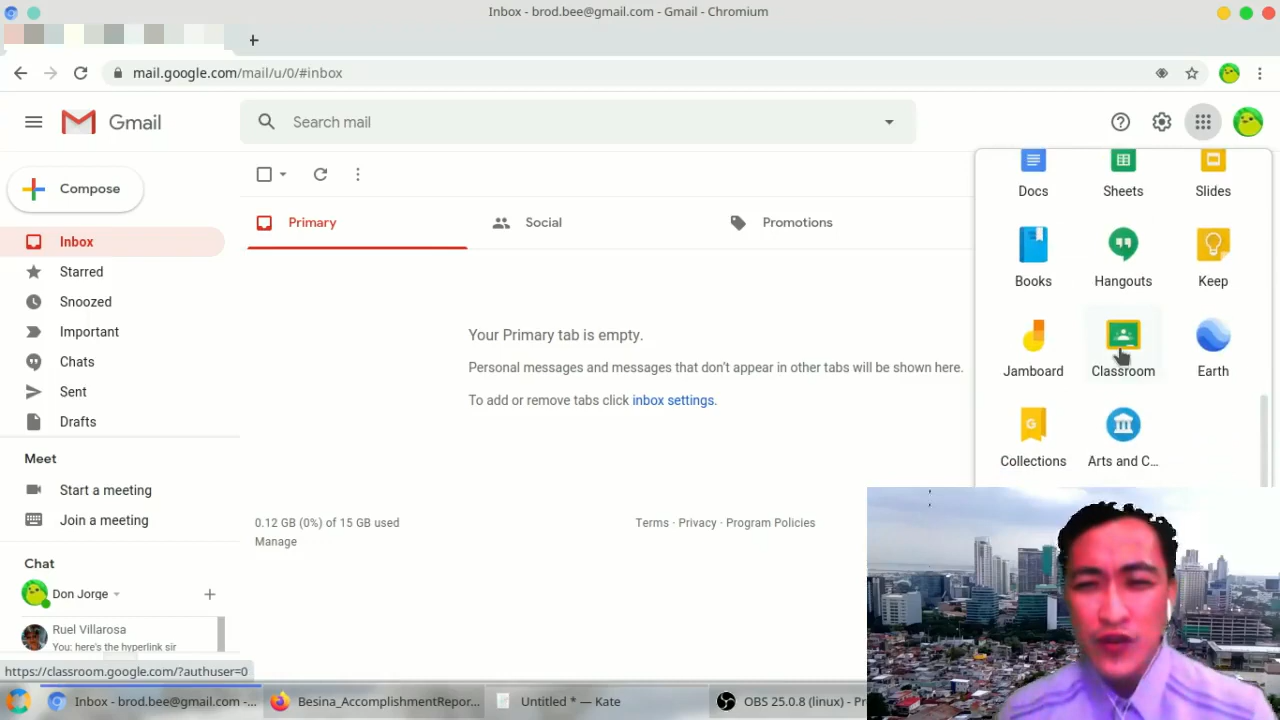 Inbox - brod.bee@gmail.com - Gmail - Chromium
mail.google.com/mail/u/0/#inbox
Gmail
Search mail
Compose
Inbox
Starred
Snoozed
Important
Chats
Sent
Drafts
Meet
Start a meeting
Join a meeting
Chat
Don Jorge
Ruel Villarosa
You: here's the hyperlink sir
Primary
Social
Promotions
Your Primary tab is empty.
Personal messages and messages that don't appear in other tabs will be shown here.
To add or remove tabs click inbox settings.
0.12 GB (0%) of 15 GB used
Manage
Terms · Privacy · Program Policies
Docs
Sheets
Slides
Books
Hangouts
Keep
Jamboard
Classroom
Earth
Collections
Arts and C...
https://classroom.google.com/?authuser=0
Inbox - brod.bee@gmail.com -...
Besina_AccomplishmentRepor...
Untitled * — Kate
OBS 25.0.8 (linux) - Pr